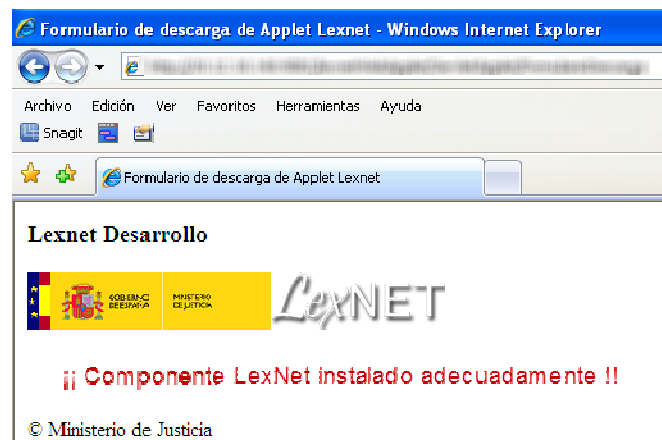 Formulario de descarga de Applet Lexnet - Windows Internet Explorer
Archivo Edición Ver Favoritos Herramientas Ayuda
Snagit
Formulario de descarga de Applet Lexnet
Lexnet Desarrollo
GOBIERNO DE ESPAÑA
MINISTERIO DE JUSTICIA
LexNET
¡¡ Componente LexNet instalado adecuadamente !!
© Ministerio de Justicia